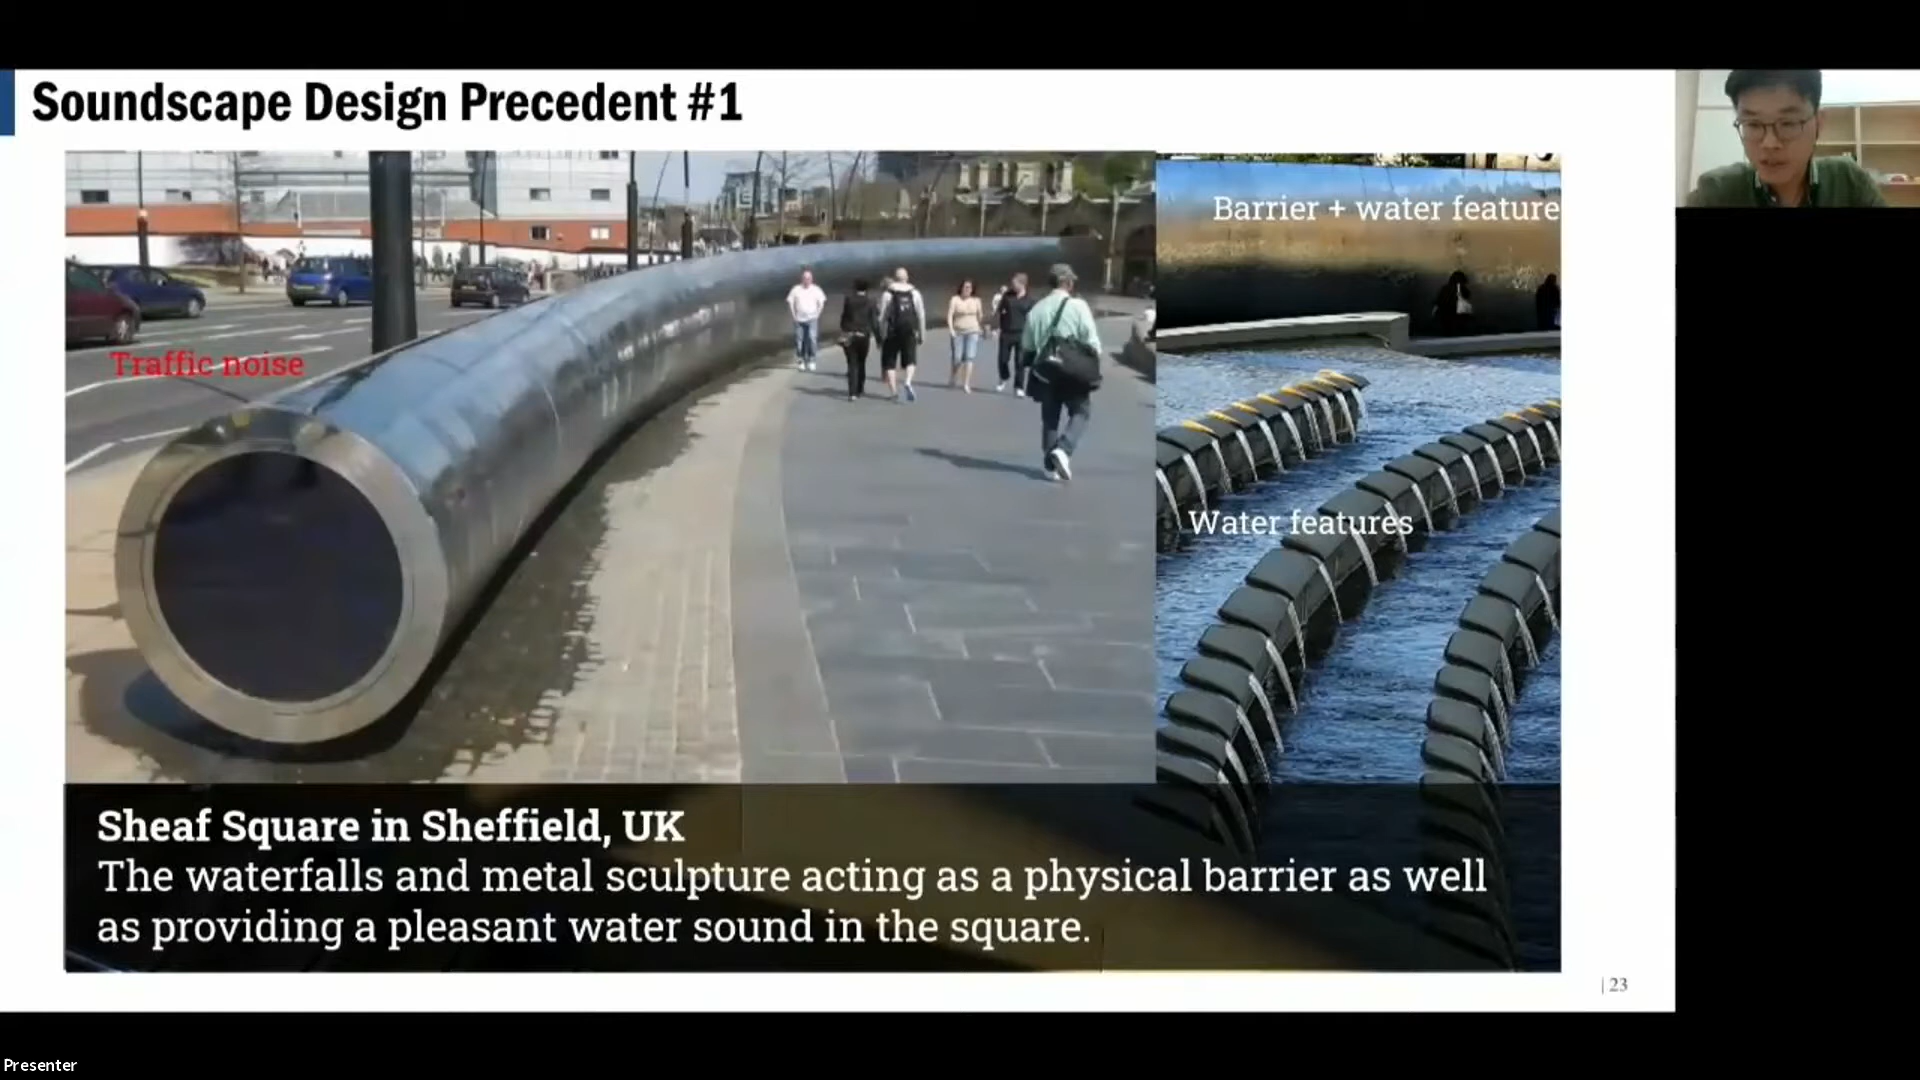 Soundscape Design Precedent #1
Barrier + water feature
Traffic noise
Water features
Sheaf Square in Sheffield, UK
The waterfalls and metal sculpture acting as a physical barrier as well
as providing a pleasant water sound in the square.
| 23
Presenter